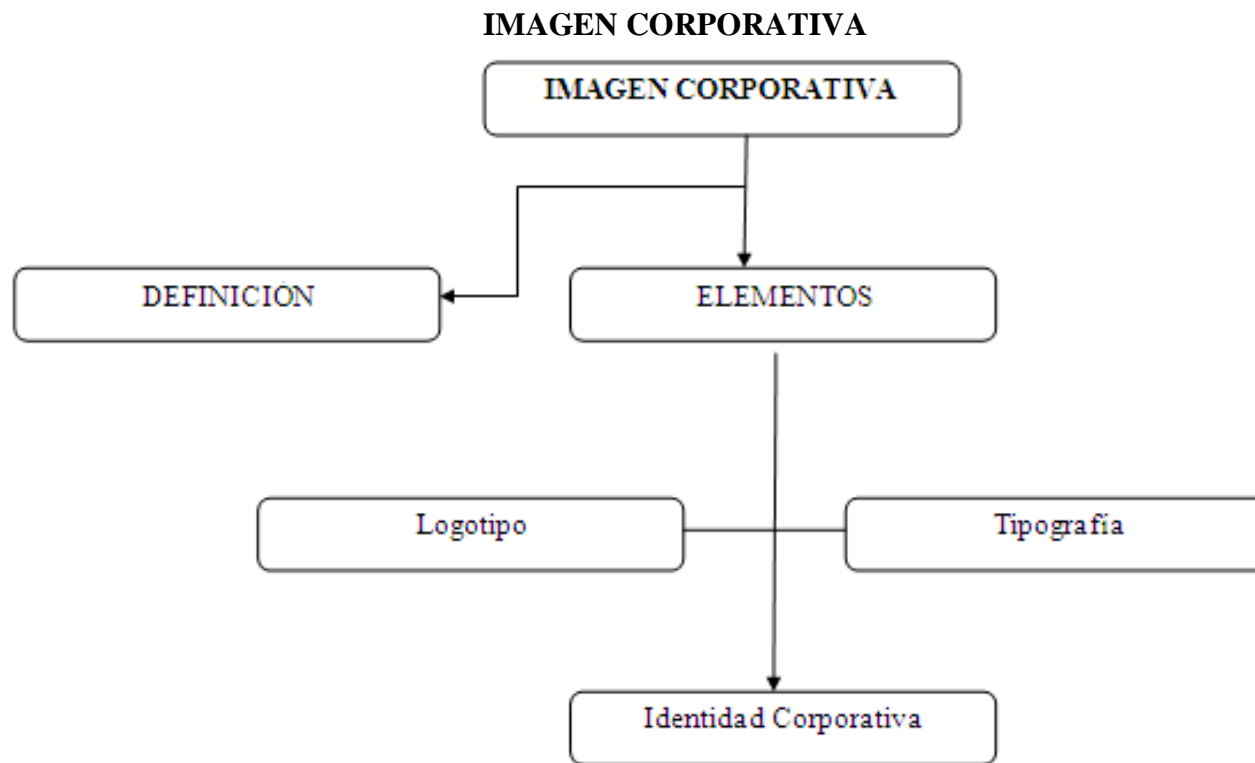 IMAGEN CORPORATIVA
IMAGEN CORPORATIVA
DEFINICIÓN
ELEMENTOS
Logotipo
Tipografía
Identidad Corporativa